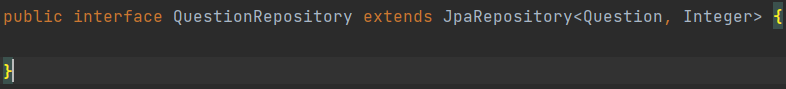 public interface QuestionRepository extends JpaRepository<Question, Integer> {
}